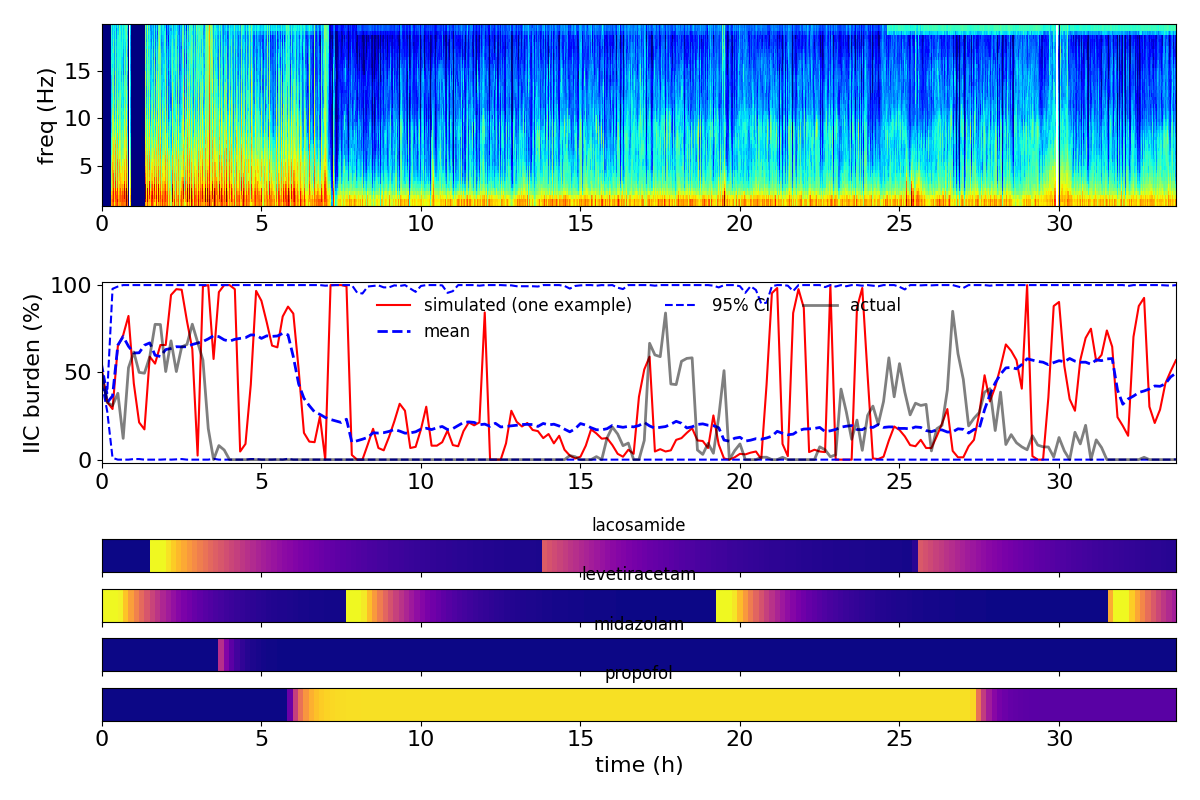 freq (Hz)
15
10
5
0 5 10 15 20 25 30
IIC burden (%)
100
50
0
simulated (one example) 95% CI actual
mean
0 5 10 15 20 25 30
lacosamide
levetiracetam
midazolam
propofol
0 5 10 15 20 25 30
time (h)